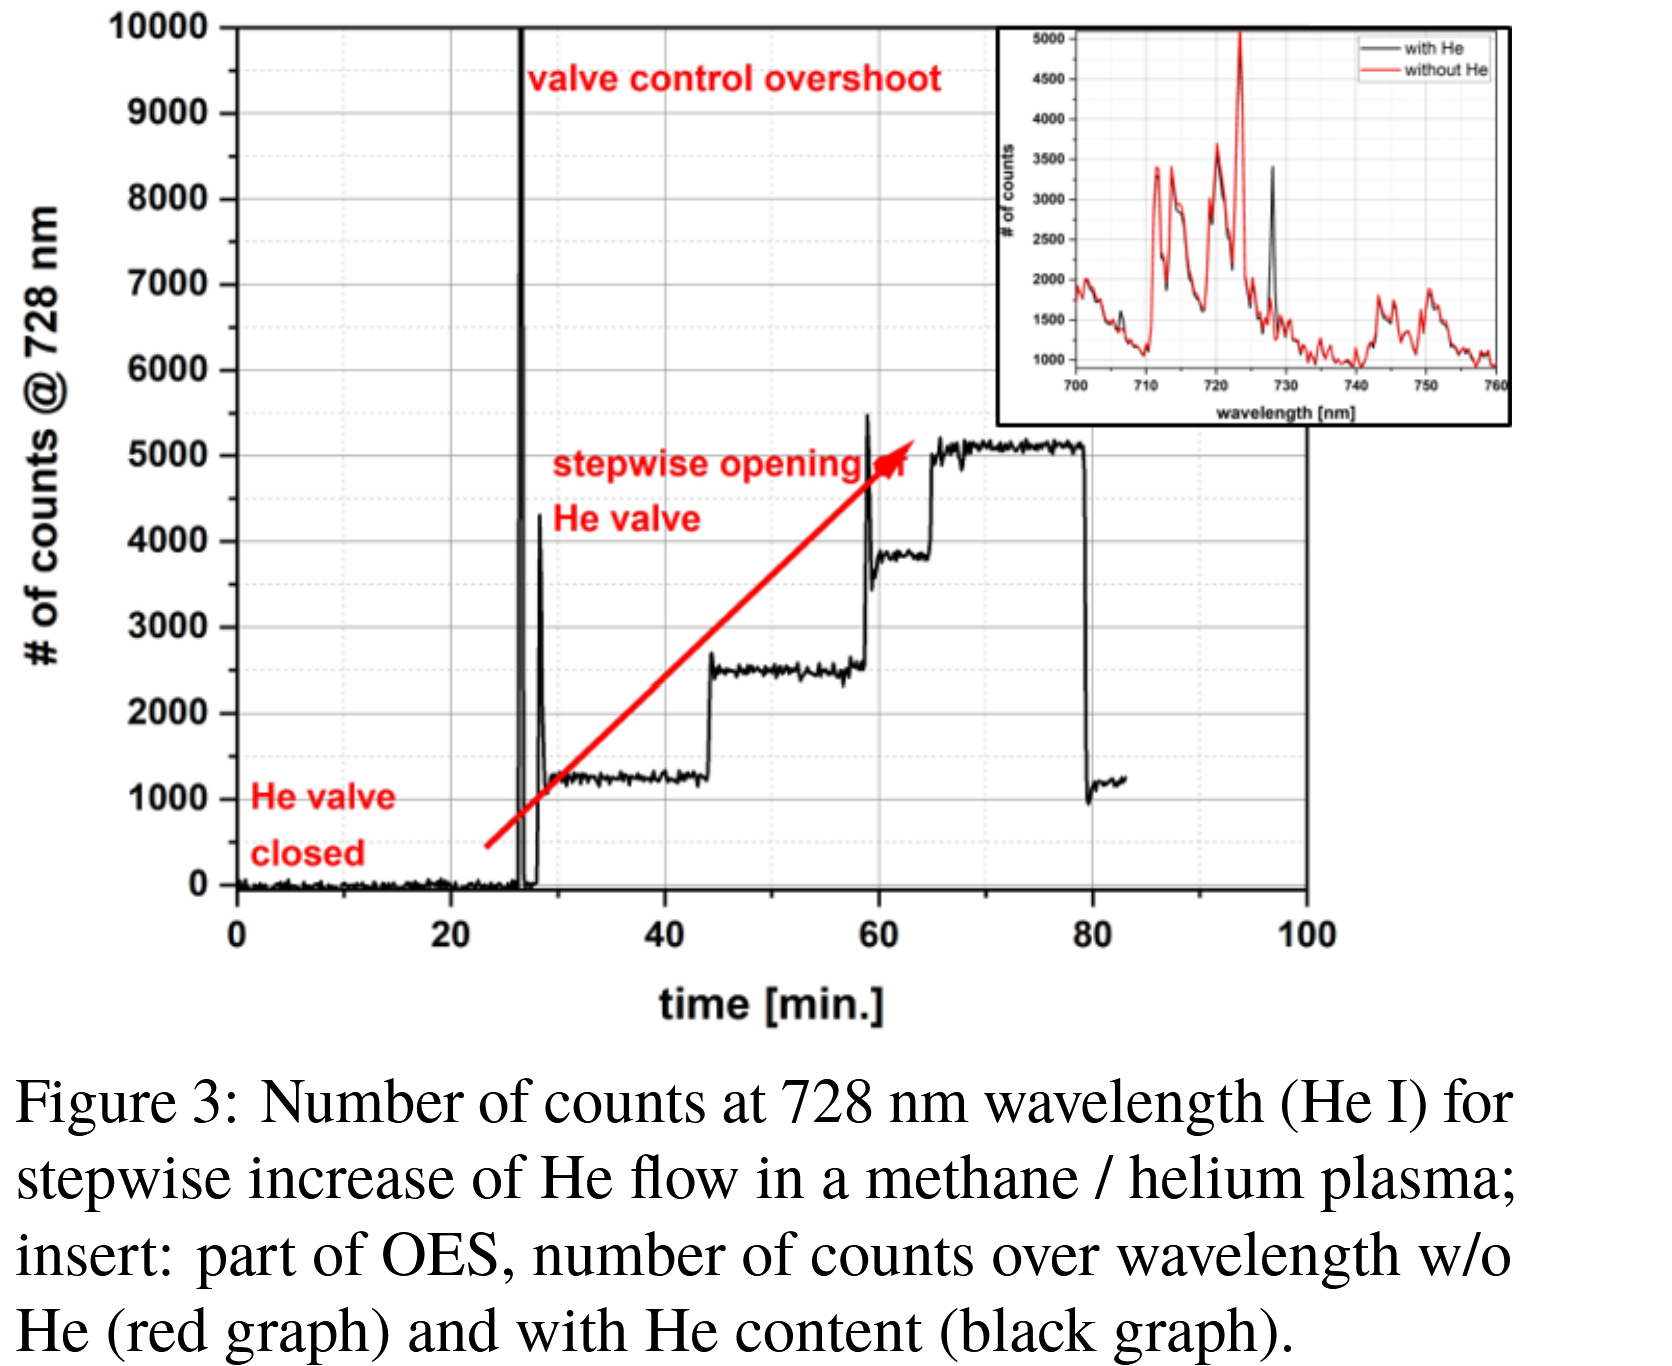 10000
9000
8000
7000
6000
5000
4000
3000
2000
1000
0
# of counts @ 728 nm
valve control overshoot
stepwise opening of
He valve
He valve
closed
0 20 40 60 80 100
time [min.]
with He
without He
5000
4500
4000
3500
3000
2500
2000
1500
1000
# of counts
700 710 720 730 740 750 760
wavelength [nm]
Figure 3: Number of counts at 728 nm wavelength (He I) for
stepwise increase of He flow in a methane / helium plasma;
insert: part of OES, number of counts over wavelength w/o
He (red graph) and with He content (black graph).